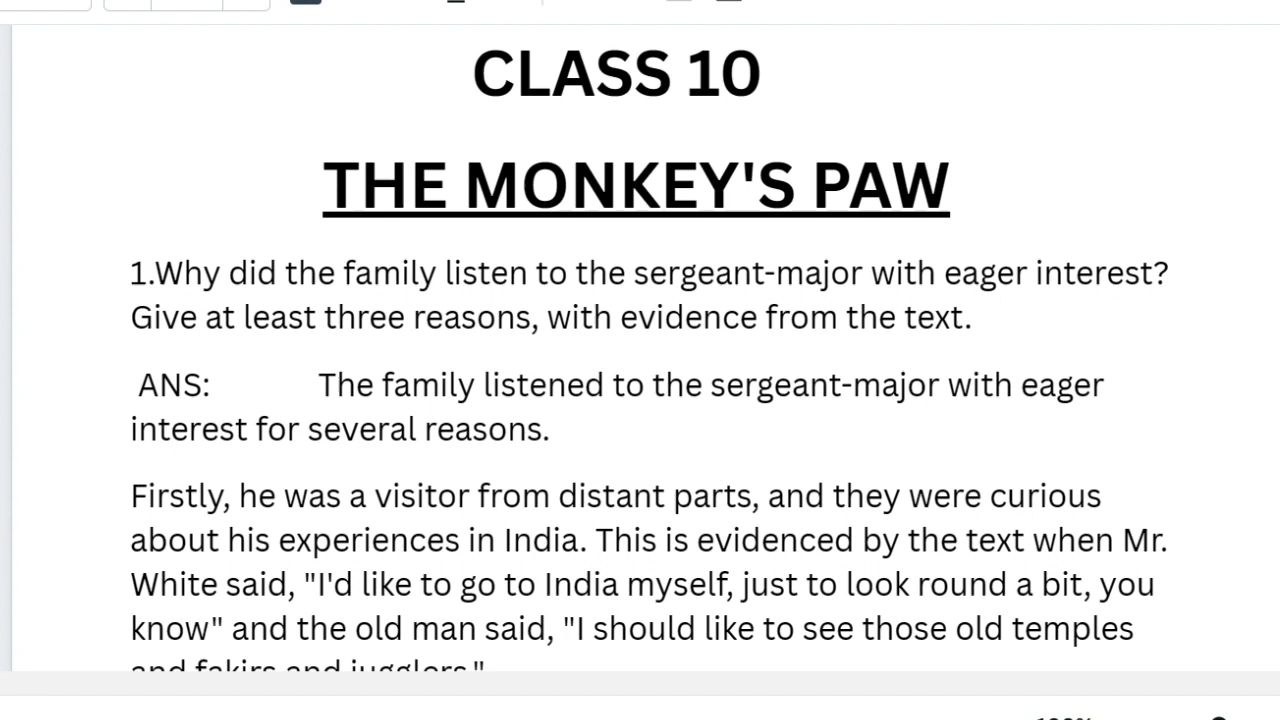 CLASS 10
THE MONKEY'S PAW
1.Why did the family listen to the sergeant-major with eager interest?
Give at least three reasons, with evidence from the text.
ANS: The family listened to the sergeant-major with eager
interest for several reasons.
Firstly, he was a visitor from distant parts, and they were curious
about his experiences in India. This is evidenced by the text when Mr.
White said, "I'd like to go to India myself, just to look round a bit, you
know" and the old man said, "I should like to see those old temples
and fakirs and jugglers."